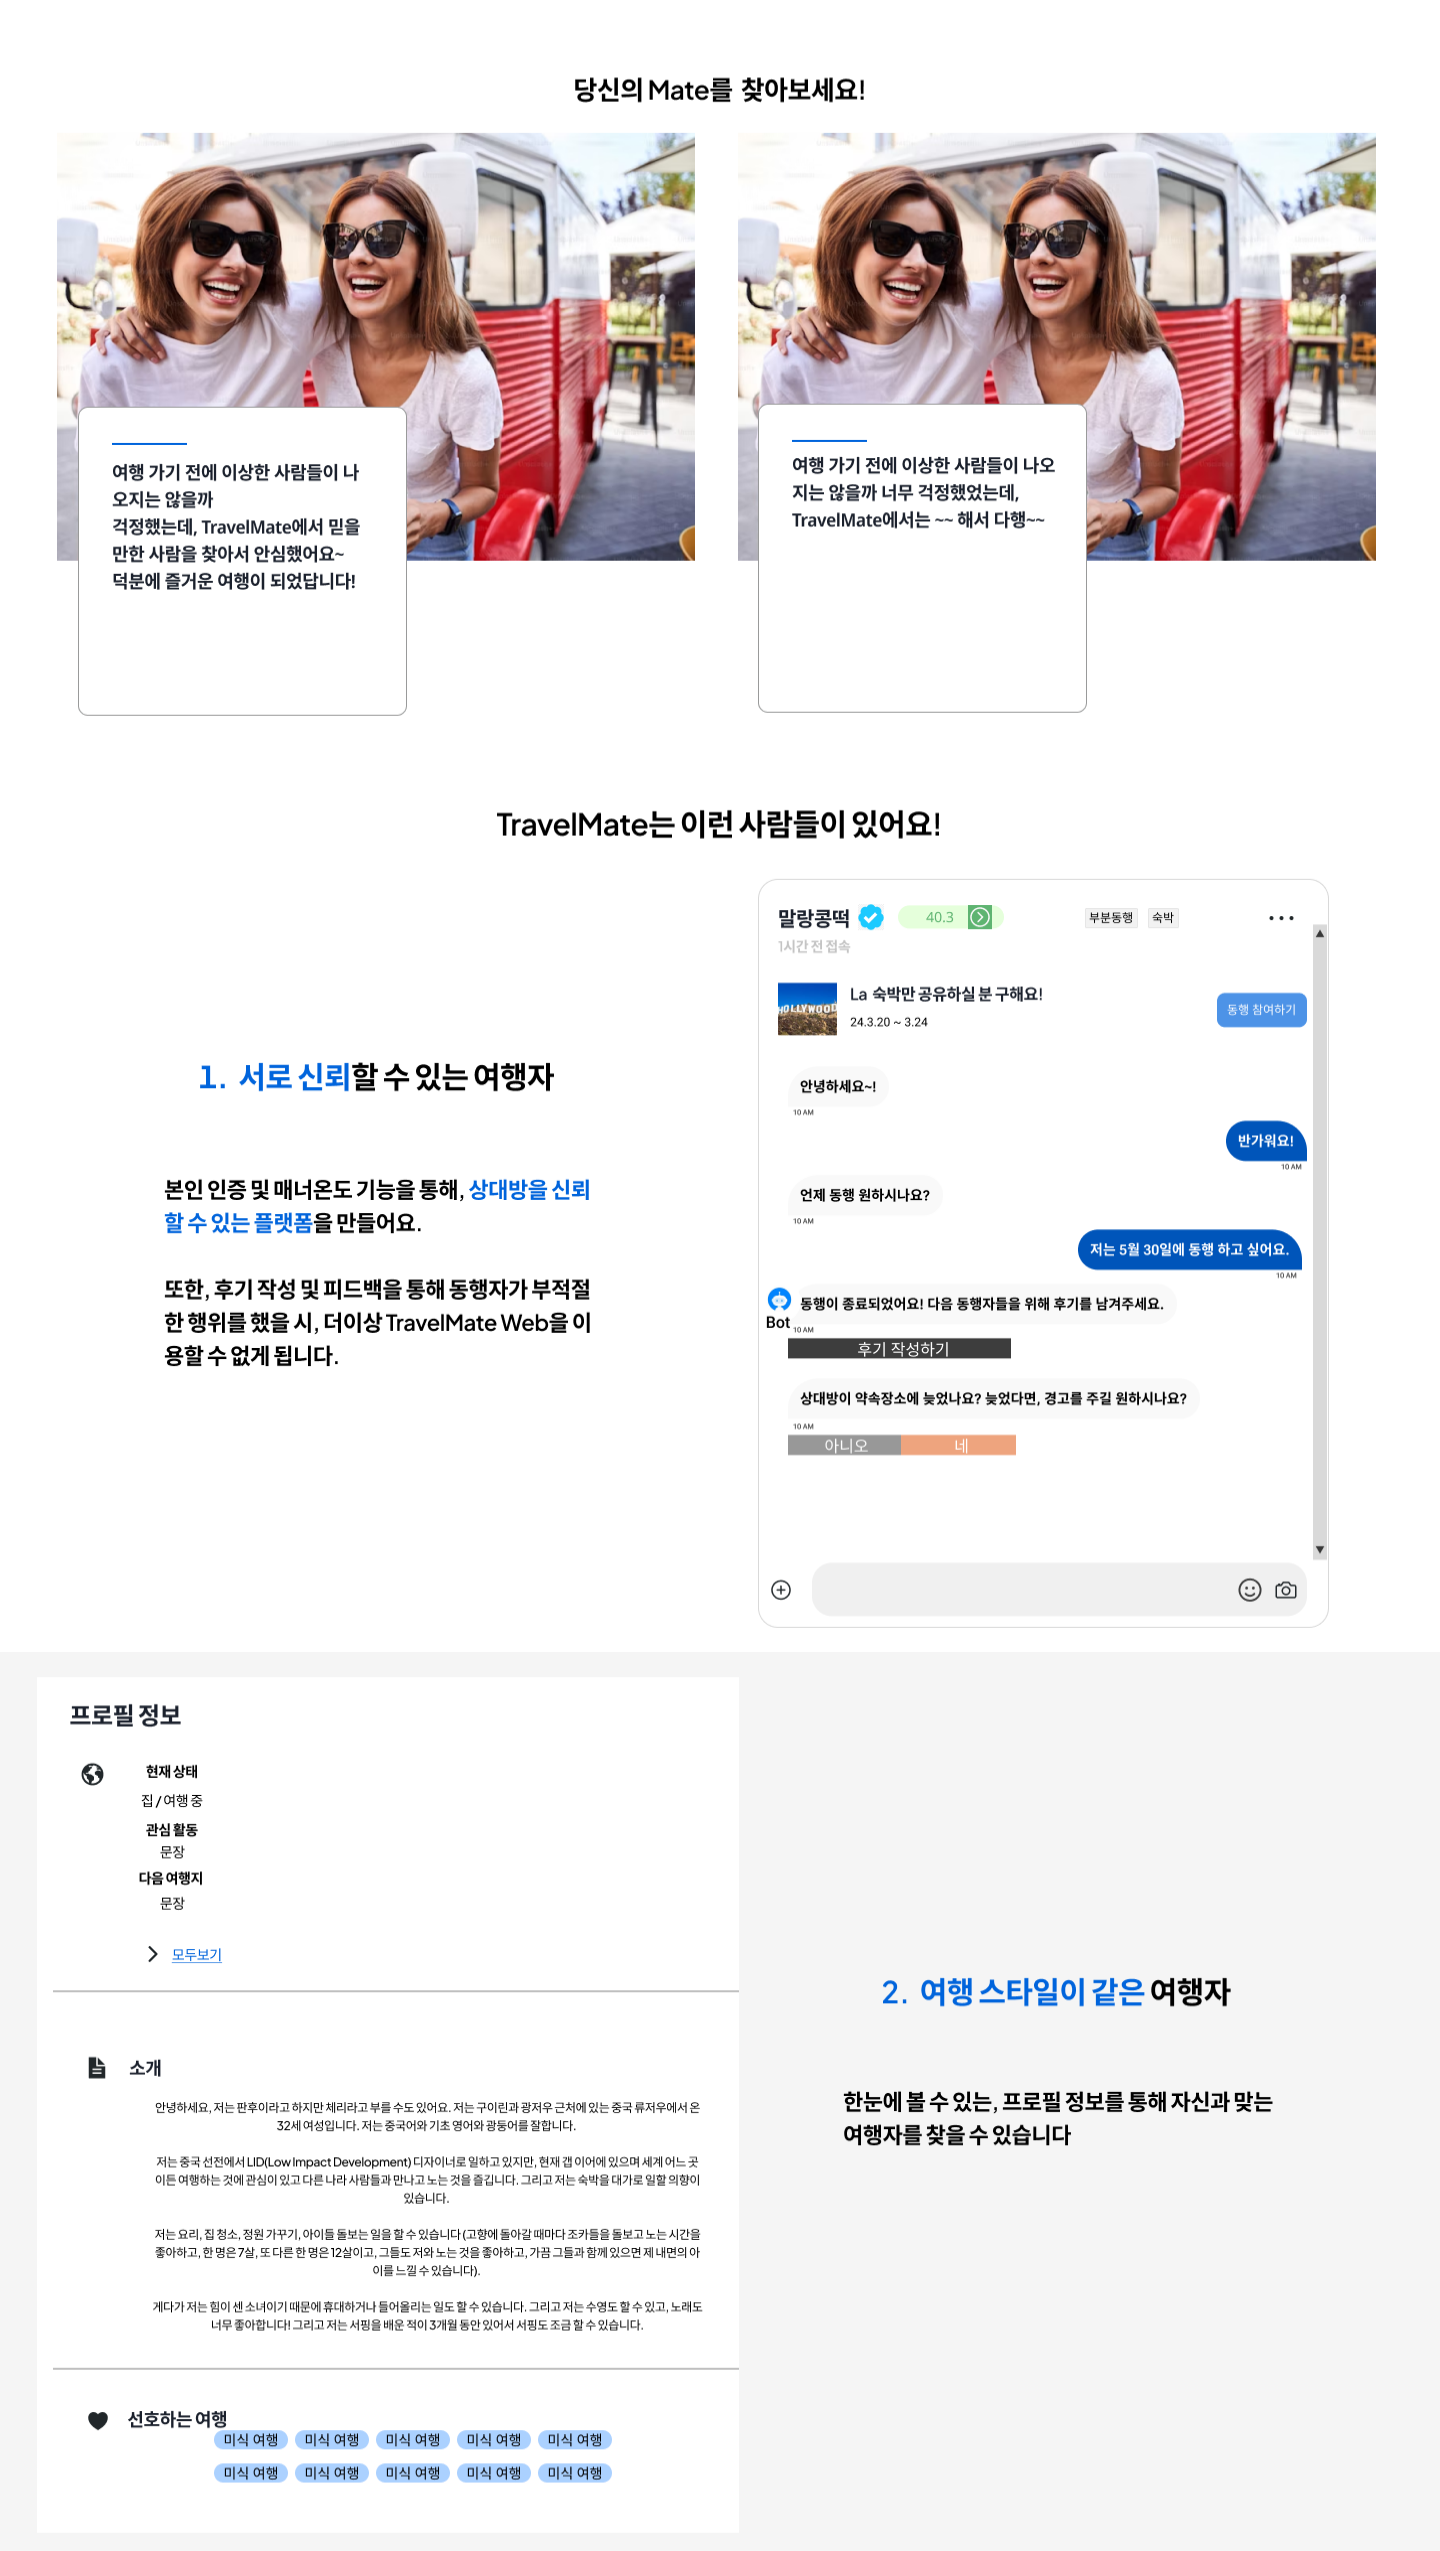 당신의 Mate를 찾아보세요!
여행 가기 전에 이상한 사람들이 나
오지는 않을까
걱정했는데, TravelMate에서 믿을
만한 사람을 찾아서 안심했어요~
덕분에 즐거운 여행이 되었답니다!
여행 가기 전에 이상한 사람들이 나오
지는 않을까 너무 걱정했었는데,
TravelMate에서는 ~~ 해서 다행~~
TravelMate는 이런 사람들이 있어요!
1. 서로 신뢰할 수 있는 여행자
본인 인증 및 매너온도 기능을 통해, 상대방을 신뢰
할 수 있는 플랫폼을 만들어요.
또한, 후기 작성 및 피드백을 통해 동행자가 부적절
한 행위를 했을 시, 더이상 TravelMate Web을 이
용할 수 없게 됩니다.
말랑콩떡 40.3 부분동행 숙박
1시간 전 접속
HOLLYWOOD
La 숙박만 공유하실 분 구해요!
24.3.20 ~ 3.24
동행 참여하기
안녕하세요~!
10 AM
반가워요!
10 AM
언제 동행 원하시나요?
10 AM
저는 5월 30일에 동행 하고 싶어요.
10 AM
동행이 종료되었어요! 다음 동행자들을 위해 후기를 남겨주세요.
Bot
10 AM
후기 작성하기
상대방이 약속장소에 늦었나요? 늦었다면, 경고를 주길 원하시나요?
10 AM
아니오 네
프로필 정보
현재 상태
집 / 여행 중
관심 활동
문장
다음 여행지
문장
모두보기
소개
안녕하세요, 저는 판후이라고 하지만 체리라고 부를 수도 있어요. 저는 구이린과 광저우 근처에 있는 중국 류저우에서 온
32세 여성입니다. 저는 중국어와 기초 영어와 광둥어를 잘합니다.
저는 중국 선전에서 LID(Low Impact Development) 디자이너로 일하고 있지만, 현재 갭 이어에 있으며 세계 어느 곳
이든 여행하는 것에 관심이 있고 다른 나라 사람들과 만나고 노는 것을 즐깁니다. 그리고 저는 숙박을 대가로 일할 의향이
있습니다.
저는 요리, 집 청소, 정원 가꾸기, 아이들 돌보는 일을 할 수 있습니다 (고향에 돌아갈 때마다 조카들을 돌보고 노는 시간을
좋아하고, 한 명은 7살, 또 다른 한 명은 12살이고, 그들도 저와 노는 것을 좋아하고, 가끔 그들과 함께 있으면 제 내면의 아
이를 느낄 수 있습니다).
게다가 저는 힘이 센 소녀이기 때문에 휴대하거나 들어올리는 일도 할 수 있습니다. 그리고 저는 수영도 할 수 있고, 노래도
너무 좋아합니다! 그리고 저는 서핑을 배운 적이 3개월 동안 있어서 서핑도 조금 할 수 있습니다.
선호하는 여행
미식 여행 미식 여행 미식 여행 미식 여행 미식 여행
미식 여행 미식 여행 미식 여행 미식 여행 미식 여행
2. 여행 스타일이 같은 여행자
한눈에 볼 수 있는, 프로필 정보를 통해 자신과 맞는
여행자를 찾을 수 있습니다